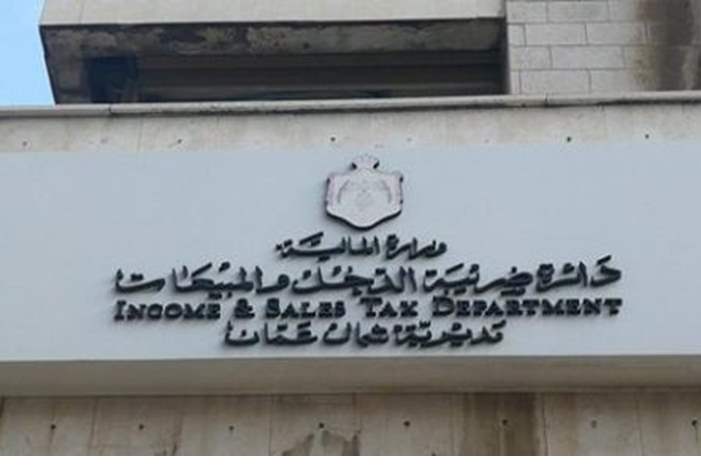 وزارة المالية
دائرة ضريبة الدخل والمبيعات
INCOME & SALES TAX DEPARTMENT
مديرية شمال عمان